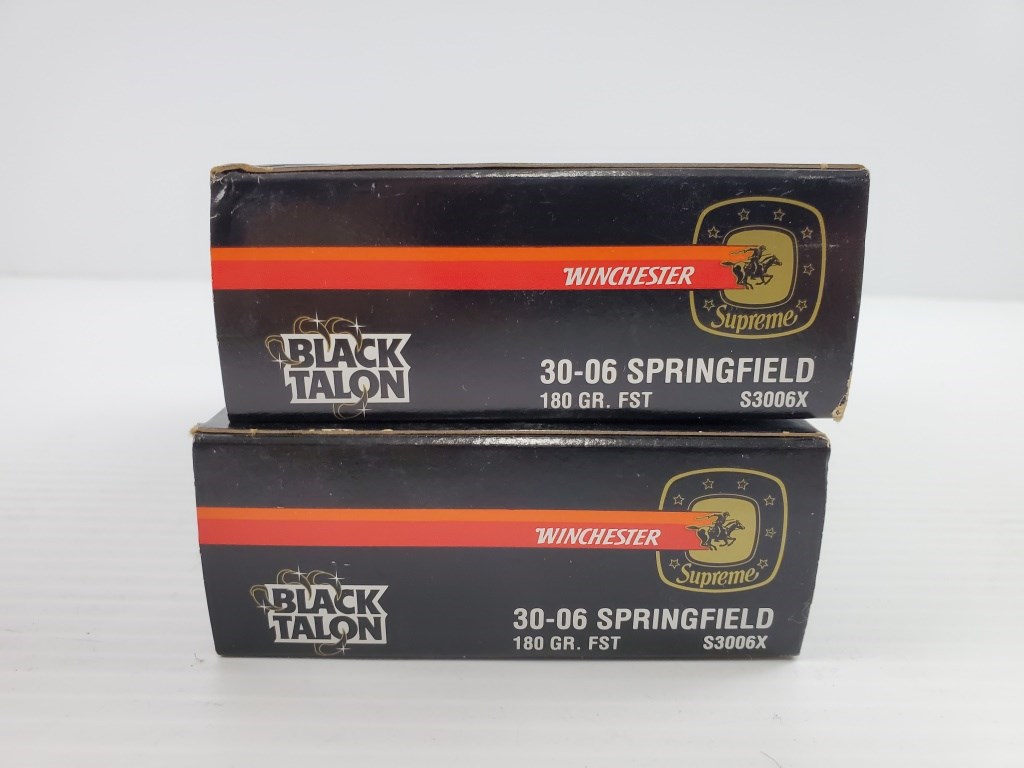 WINCHESTER
Supreme
BLACK
TALON
30-06 SPRINGFIELD
180 GR. FST S3006X
WINCHESTER
Supreme
BLACK
TALON
30-06 SPRINGFIELD
180 GR. FST S3006X